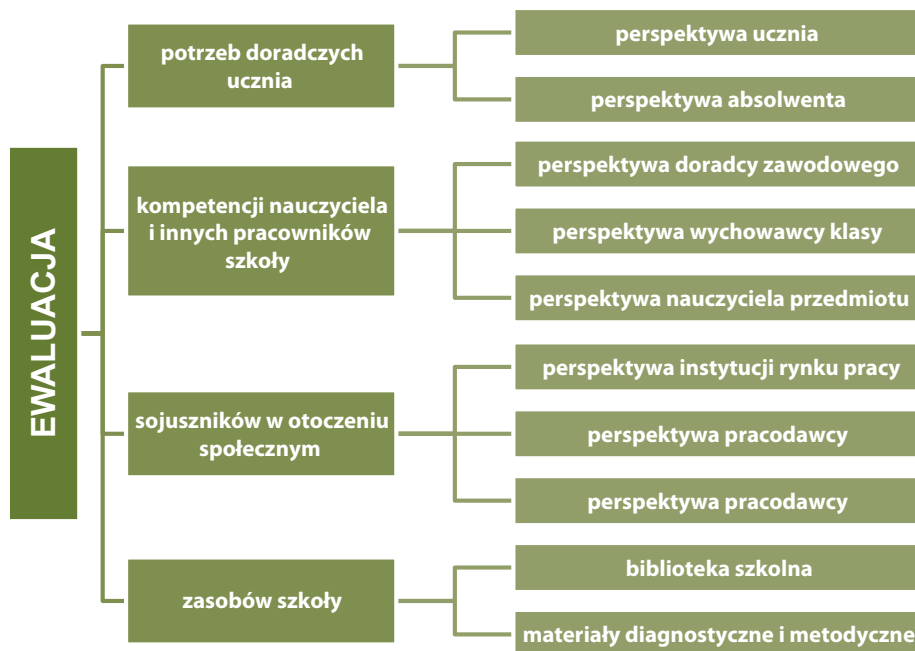 EWALUACJA
potrzeb doradczych
ucznia
perspektywa ucznia
perspektywa absolwenta
kompetencji nauczyciela
i innych pracowników
szkoły
perspektywa doradcy zawodowego
perspektywa wychowawcy klasy
perspektywa nauczyciela przedmiotu
sojuszników w otoczeniu
społecznym
perspektywa instytucji rynku pracy
perspektywa pracodawcy
perspektywa pracodawcy
zasobów szkoły
biblioteka szkolna
materiały diagnostyczne i metodyczne